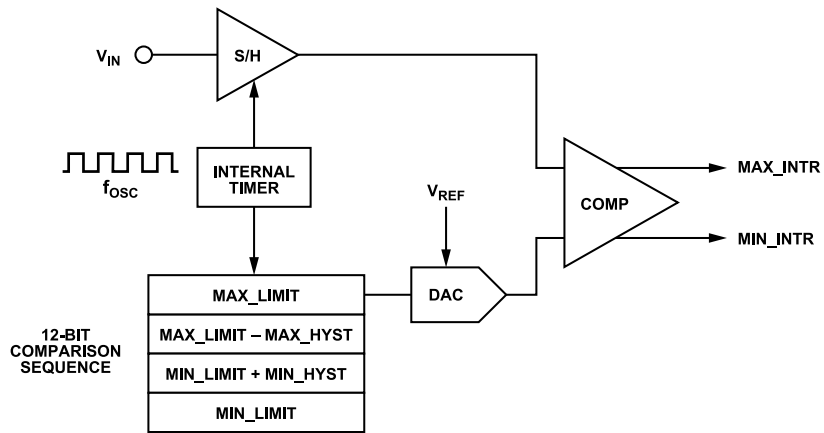 V_IN
S/H
f_OSC
INTERNAL
TIMER
V_REF
COMP
MAX_INTR
MIN_INTR
DAC
12-BIT
COMPARISON
SEQUENCE
MAX_LIMIT
MAX_LIMIT – MAX_HYST
MIN_LIMIT + MIN_HYST
MIN_LIMIT